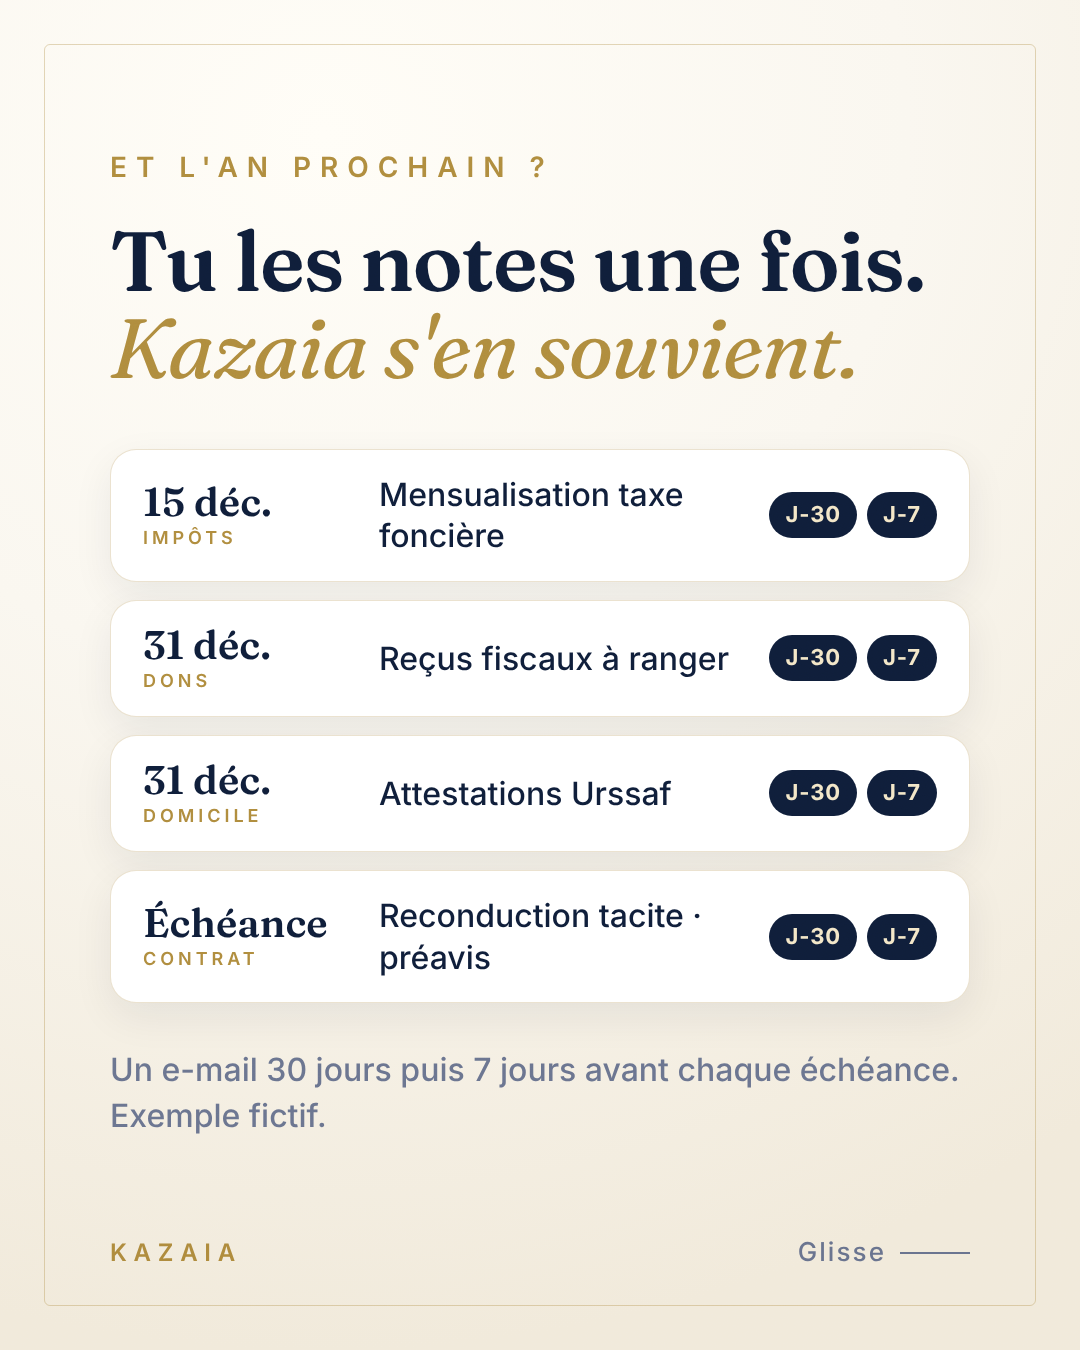 ET L'AN PROCHAIN ?
Tu les notes une fois.
Kazaia s'en souvient.
15 déc.
IMPÔTS
Mensualisation taxe
foncière
J-30 J-7
31 déc.
DONS
Reçus fiscaux à ranger
J-30 J-7
31 déc.
DOMICILE
Attestations Urssaf
J-30 J-7
Échéance
CONTRAT
Reconduction tacite ·
préavis
J-30 J-7
Un e-mail 30 jours puis 7 jours avant chaque échéance.
Exemple fictif.
KAZAIA
Glisse